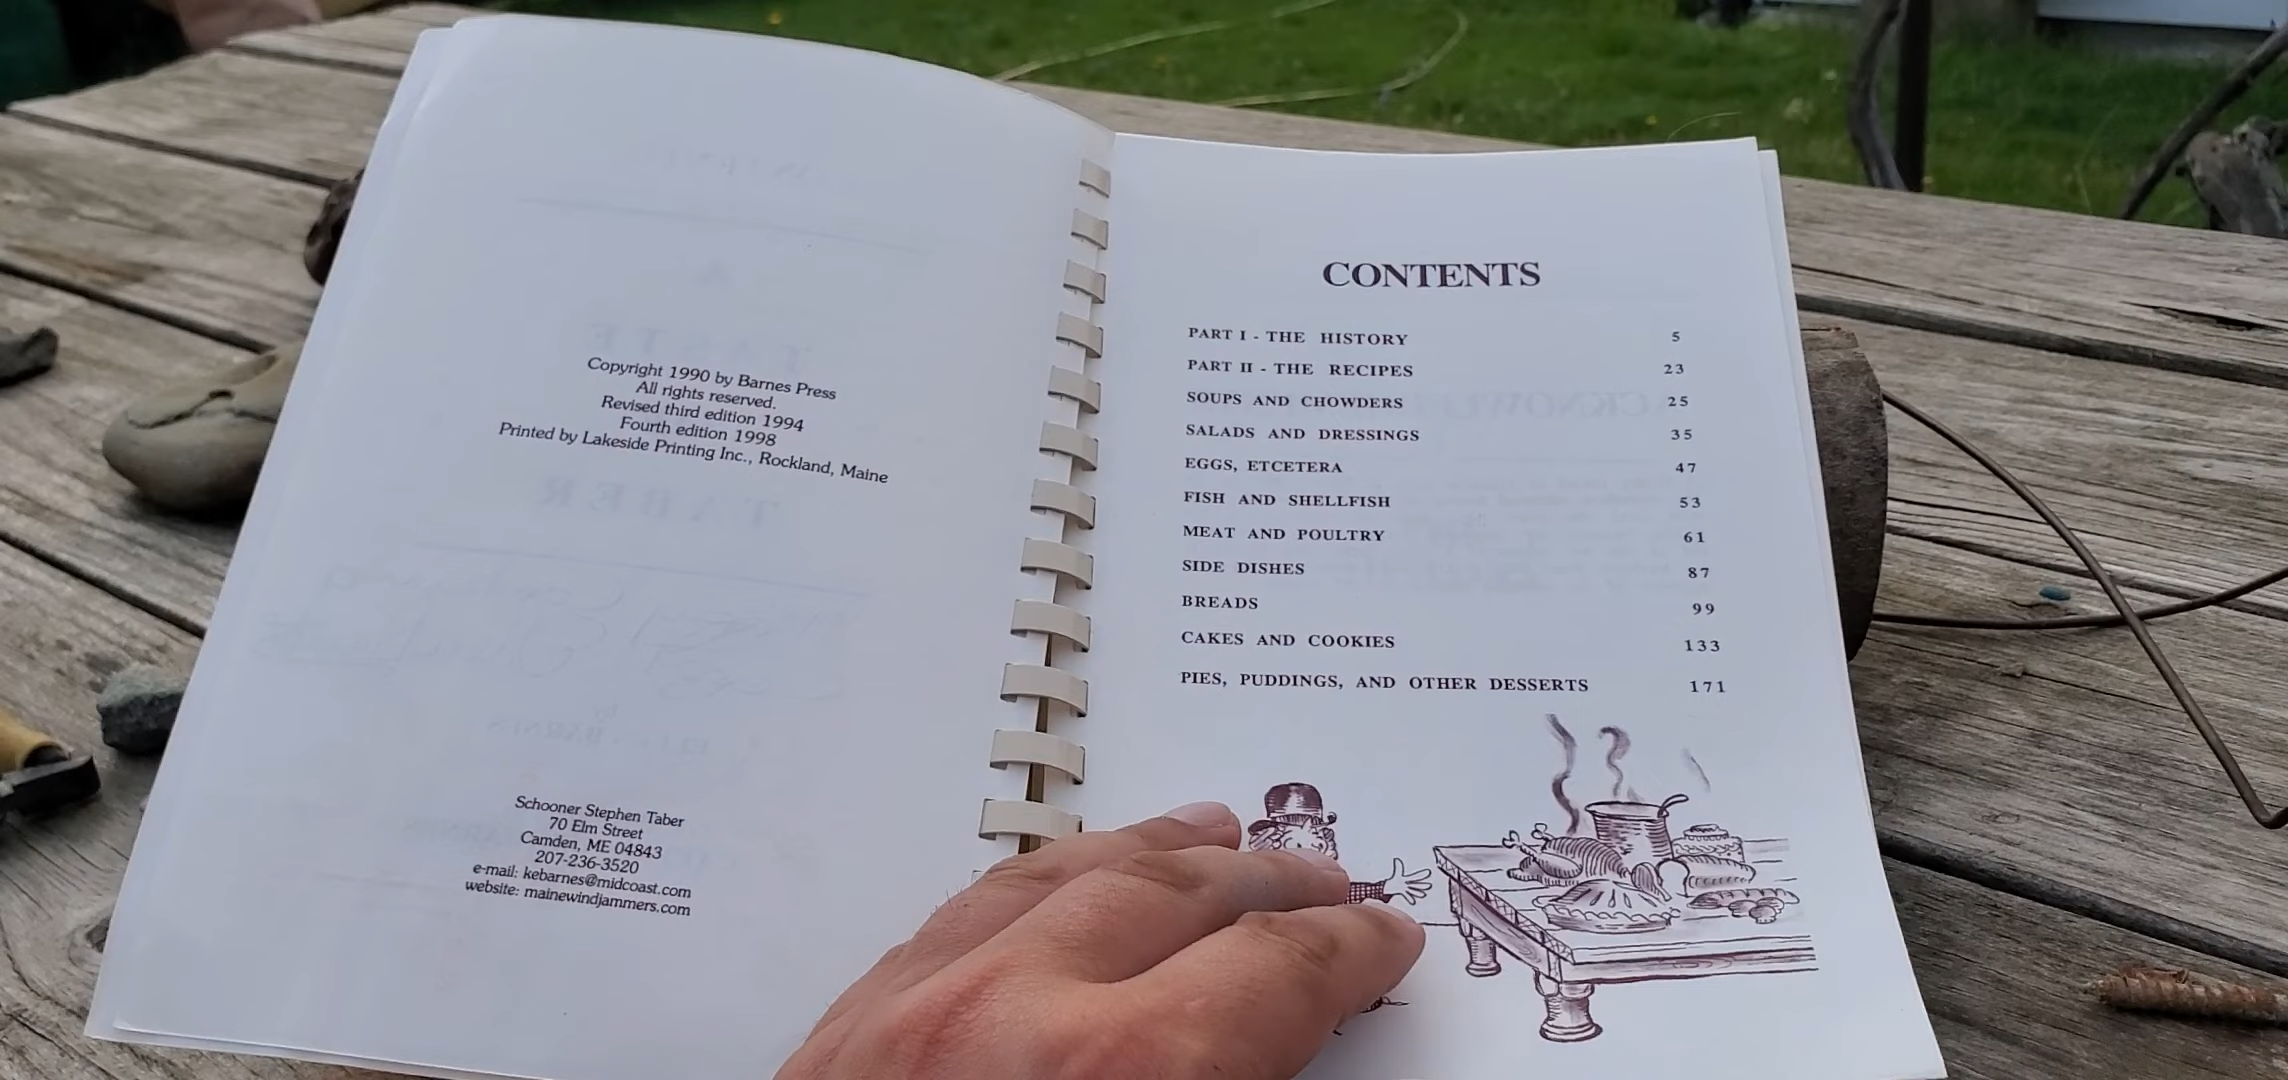 Copyright 1990 by Barnes Press
All rights reserved.
Revised third edition 1994
Fourth edition 1998
Printed by Lakeside Printing Inc., Rockland, Maine
Schooner Stephen Taber
70 Elm Street
Camden, ME 04843
207-236-3520
e-mail: kebarnes@midcoast.com
website: mainewindjammers.com
CONTENTS
PART I - THE HISTORY 5
PART II - THE RECIPES 23
SOUPS AND CHOWDERS 25
SALADS AND DRESSINGS 35
EGGS, ETCETERA 47
FISH AND SHELLFISH 53
MEAT AND POULTRY 61
SIDE DISHES 87
BREADS 99
CAKES AND COOKIES 133
PIES, PUDDINGS, AND OTHER DESSERTS 171